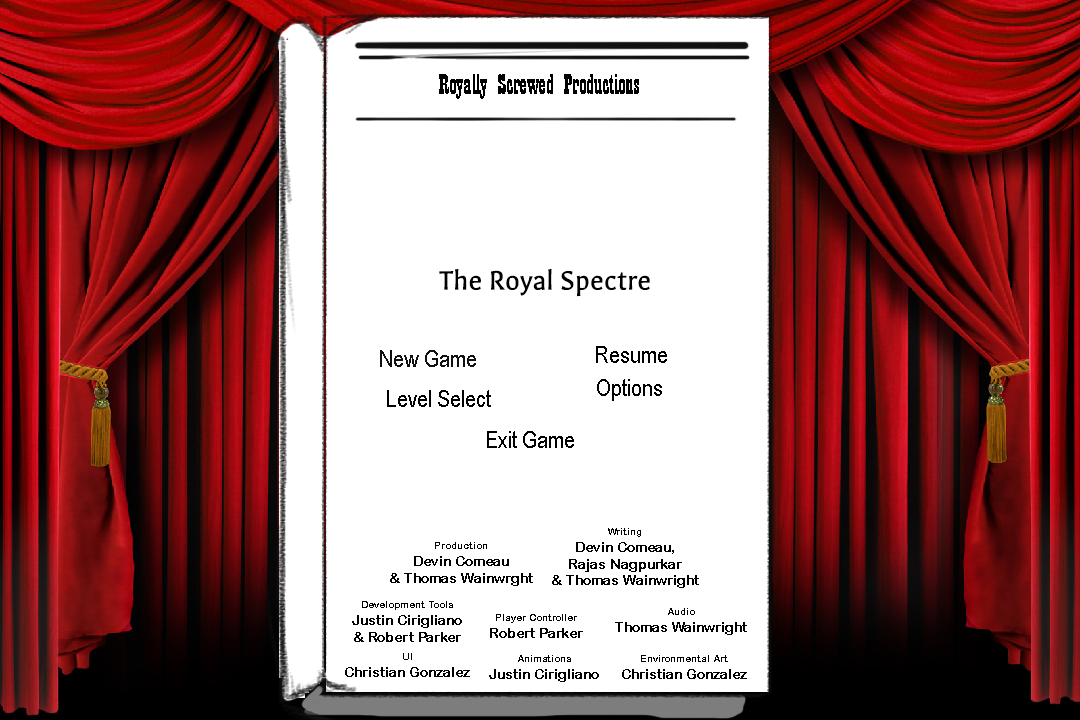 Royally Screwed Productions
The Royal Spectre
New Game
Resume
Level Select
Options
Exit Game
Production
Devin Comeau
& Thomas Wainwrght
Writing
Devin Comeau,
Rajas Nagpurkar
& Thomas Wainwright
Development Tools
Justin Cirigliano
& Robert Parker
Player Controller
Robert Parker
Audio
Thomas Wainwright
UI
Christian Gonzalez
Animations
Justin Cirigliano
Environmental Art
Christian Gonzalez